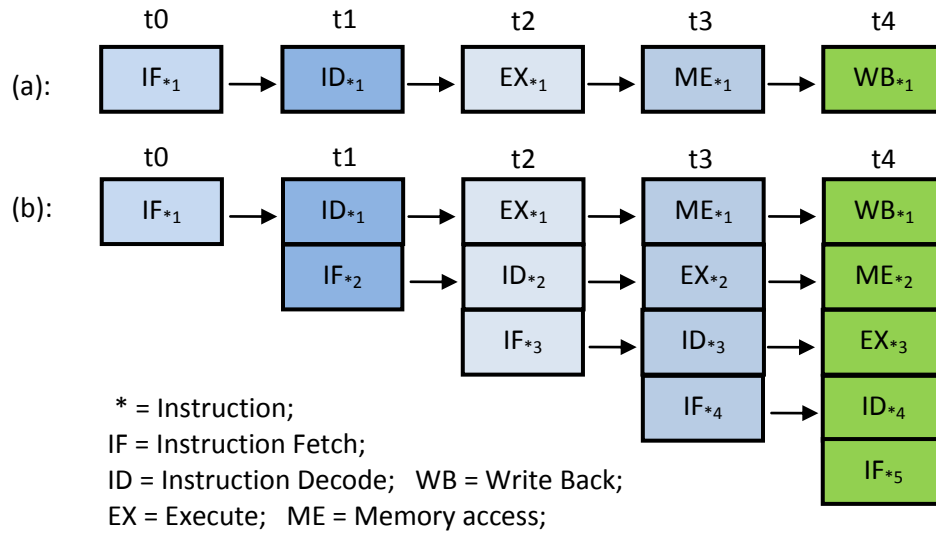 t0 t1 t2 t3 t4
(a): IF*1 ID*1 EX*1 ME*1 WB*1
t0 t1 t2 t3 t4
(b): IF*1 ID*1 EX*1 ME*1 WB*1
IF*2 ID*2 EX*2 ME*2
IF*3 ID*3 EX*3
IF*4 ID*4
IF*5
* = Instruction;
IF = Instruction Fetch;
ID = Instruction Decode; WB = Write Back;
EX = Execute; ME = Memory access;